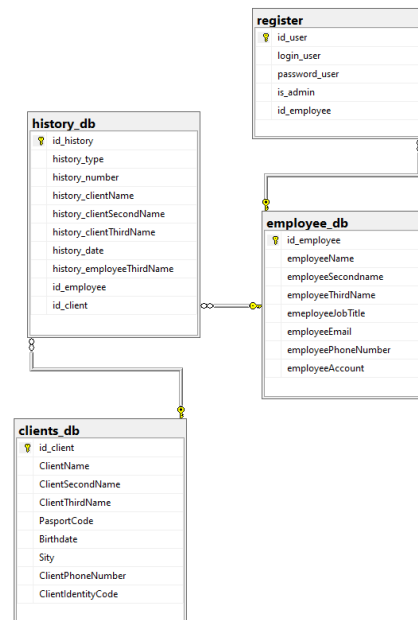 register
id_user
login_user
password_user
is_admin
id_employee
history_db
id_history
history_type
history_number
history_clientName
history_clientSecondName
history_clientThirdName
history_date
history_employeeThirdName
id_employee
id_client
employee_db
id_employee
employeeName
employeeSecondname
employeeThirdName
emeployeeJobTitle
employeeEmail
employeePhoneNumber
employeeAccount
clients_db
id_client
ClientName
ClientSecondName
ClientThirdName
PasportCode
Birthdate
Sity
ClientPhoneNumber
ClientIdentityCode